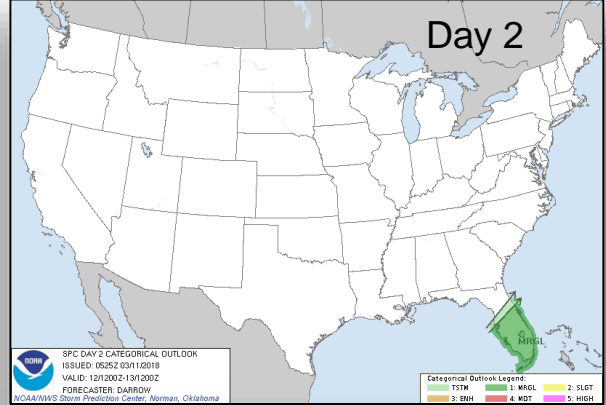 Day 2
MRGL
NOAA
SPC DAY 2 CATEGORICAL OUTLOOK
ISSUED: 0525Z 03/11/2018
VALID: 12/1200Z-13/1200Z
FORECASTER: DARROW
NOAA/NWS Storm Prediction Center, Norman, Oklahoma
Categorical Outlook Legend:
TSTM 1: MRGL 2: SLGT
3: ENH 4: MDT 5: HIGH